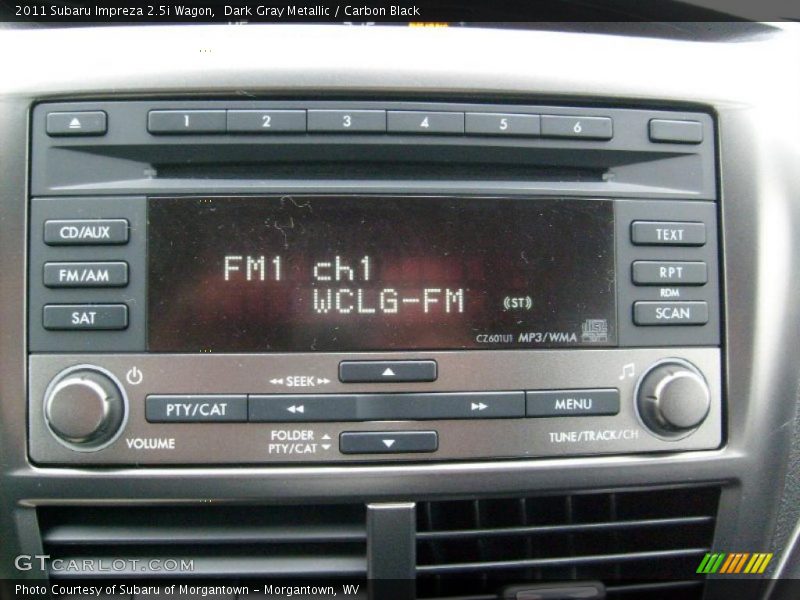 2011 Subaru Impreza 2.5i Wagon,  Dark Gray Metallic / Carbon Black
1 2 3 4 5 6
CD/AUX
FM/AM
SAT
FM1 ch1
WCLG-FM ((ST))
CZ601U1 MP3/WMA
TEXT
RPT
RDM
SCAN
SEEK
PTY/CAT
MENU
VOLUME
FOLDER
PTY/CAT
TUNE/TRACK/CH
GTCARLOT.COM
Photo Courtesy of Subaru of Morgantown - Morgantown, WV